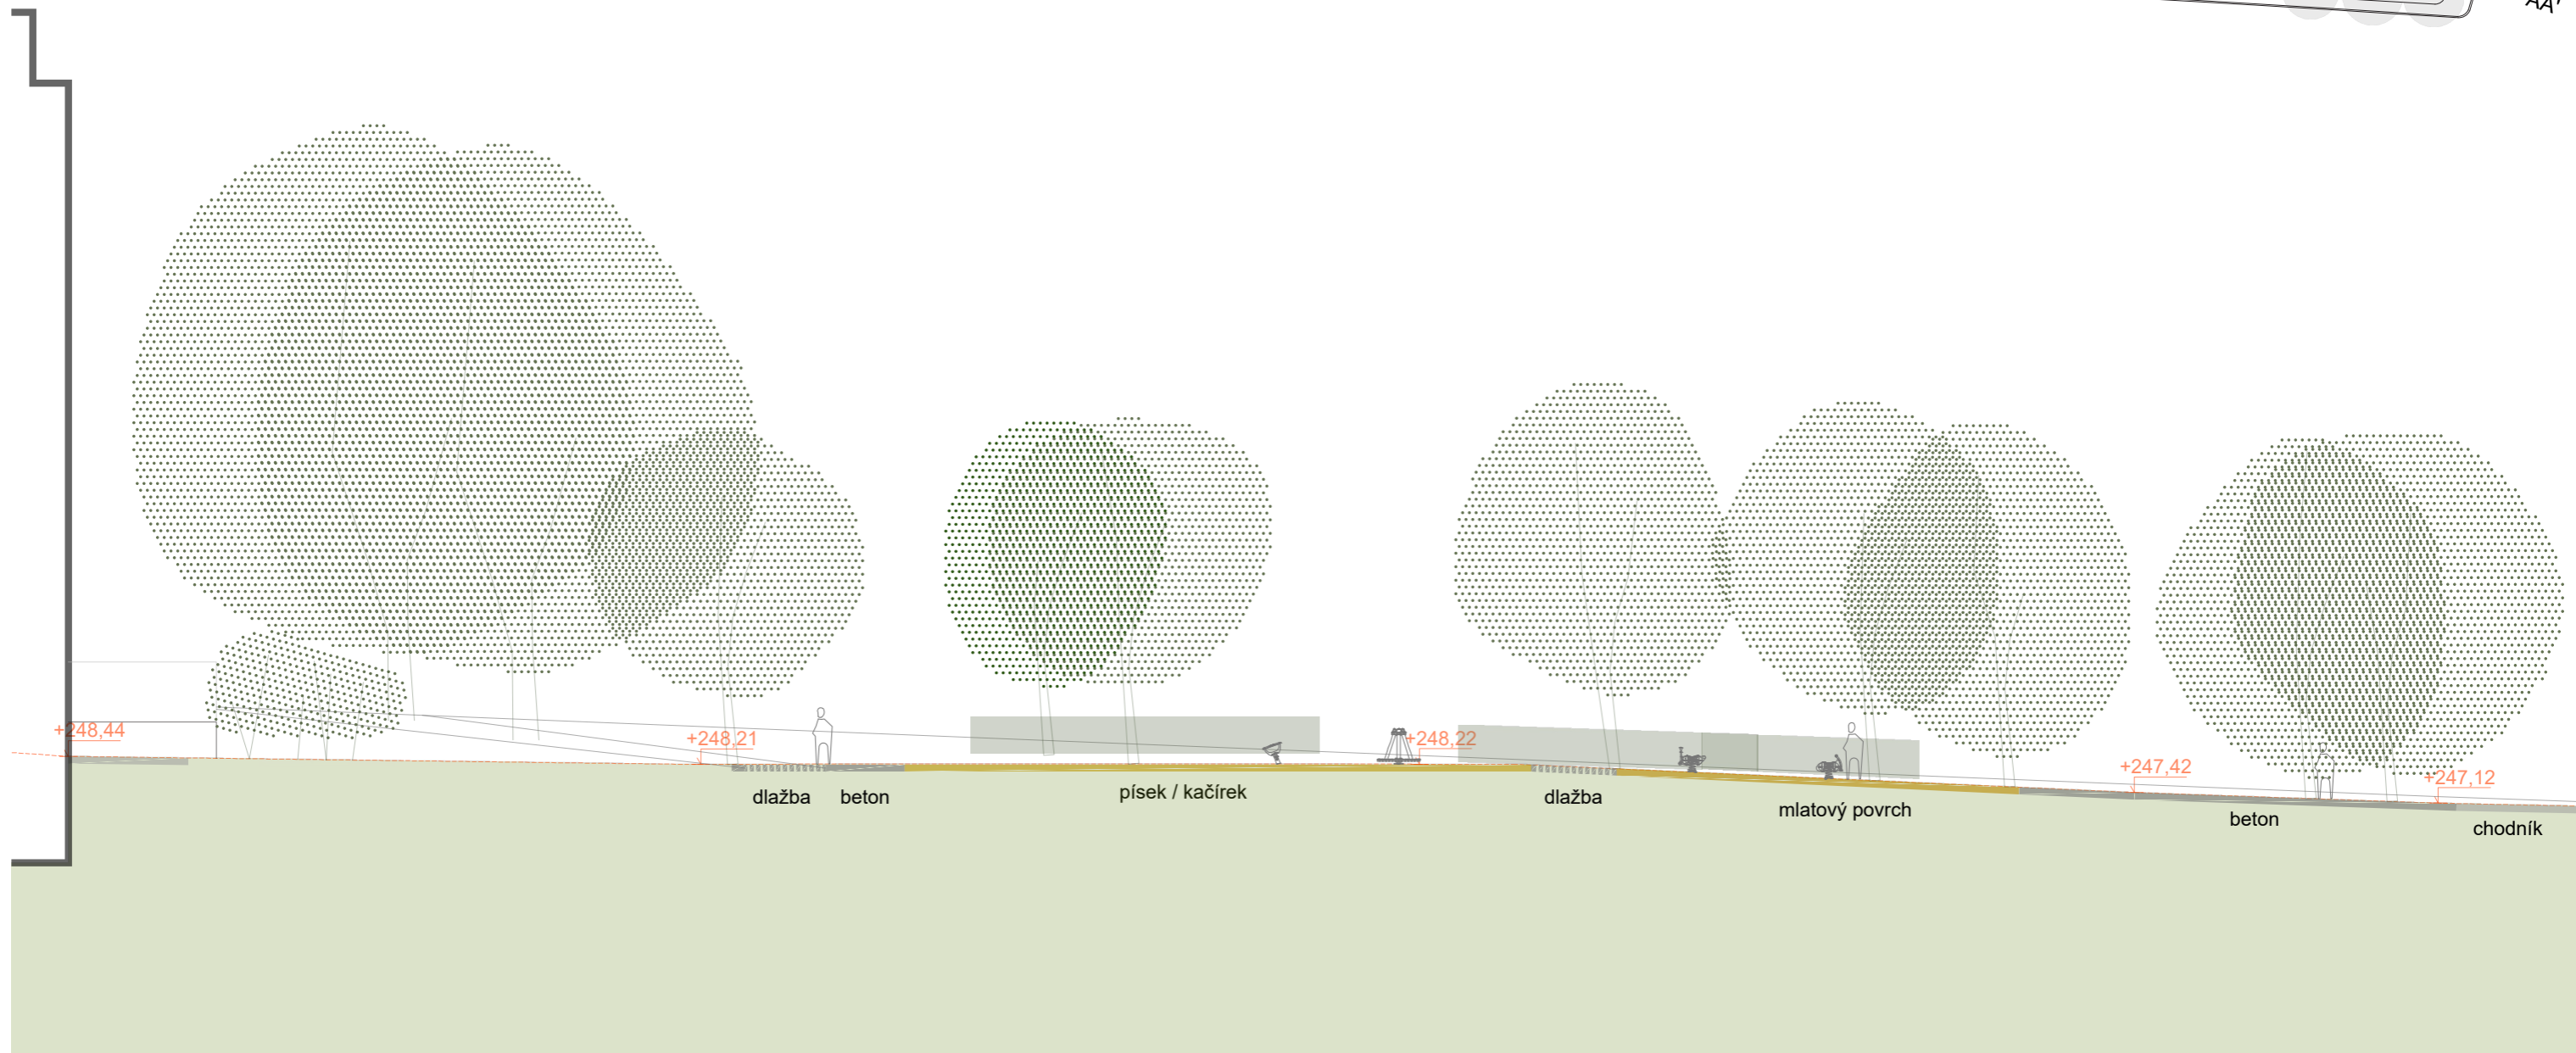 AA'
+248,44
+248,21
+248,22
+247,42
+247,12
dlažba
beton
písek / kačírek
dlažba
mlatový povrch
beton
chodník